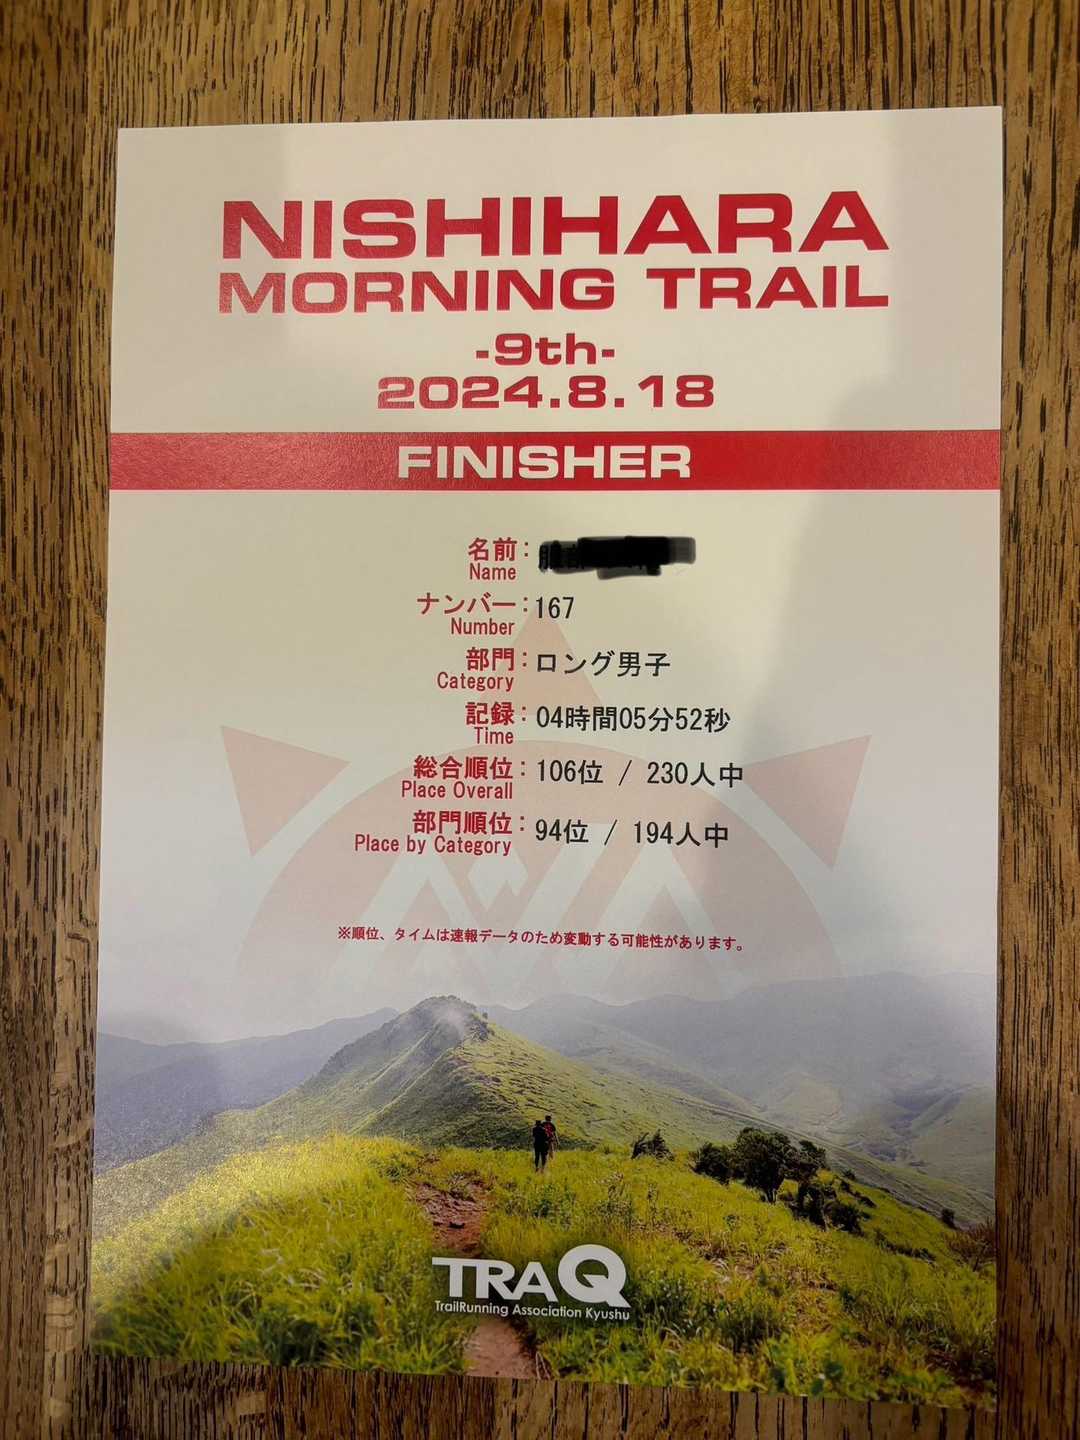 NISHIHARA
MORNING TRAIL
-9th-
2024.8.18
FINISHER
名前:
Name
ナンバー:167
Number
部門:ロング男子
Category
記録:04時間05分52秒
Time
総合順位:106位 / 230人中
Place Overall
部門順位:94位 / 194人中
Place by Category
※順位、タイムは速報データのため変動する可能性があります。
TRAQ
TrailRunning Association Kyushu